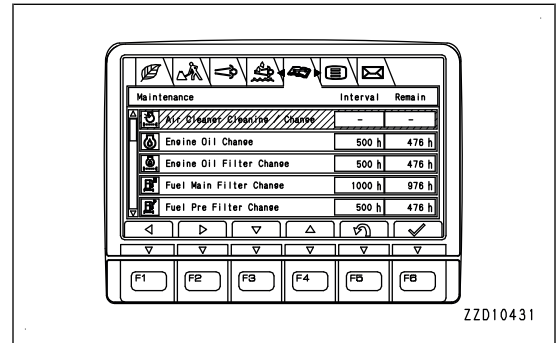 Maintenance Interval Remain
Air Cleaner Cleaning / Change - -
Engine Oil Change 500 h 476 h
Engine Oil Filter Change 500 h 476 h
Fuel Main Filter Change 1000 h 976 h
Fuel Pre Filter Change 500 h 476 h
F1 F2 F3 F4 F5 F6
ZZD10431